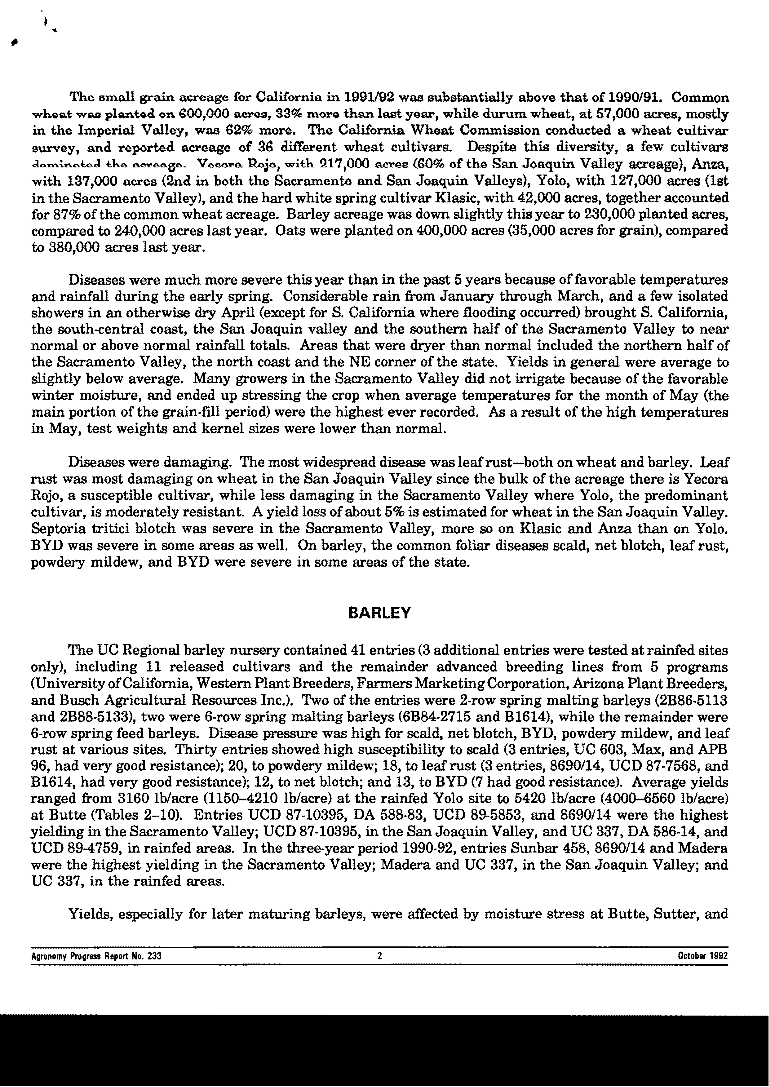 The small grain acreage for California in 1991/92 was substantially above that of 1990/91. Common
wheat was planted on 600,000 acres, 33% more than last year, while durum wheat, at 57,000 acres, mostly
in the Imperial Valley, was 62% more. The California Wheat Commission conducted a wheat cultivar
survey, and reported acreage of 36 different wheat cultivars. Despite this diversity, a few cultivars
dominated the acreage. Yecora Rojo, with 217,000 acres (60% of the San Joaquin Valley acreage), Anza,
with 137,000 acres (2nd in both the Sacramento and San Joaquin Valleys), Yolo, with 127,000 acres (1st
in the Sacramento Valley), and the hard white spring cultivar Klasic, with 42,000 acres, together accounted
for 87% of the common wheat acreage. Barley acreage was down slightly this year to 230,000 planted acres,
compared to 240,000 acres last year. Oats were planted on 400,000 acres (35,000 acres for grain), compared
to 380,000 acres last year.
Diseases were much more severe this year than in the past 5 years because of favorable temperatures
and rainfall during the early spring. Considerable rain from January through March, and a few isolated
showers in an otherwise dry April (except for S. California where flooding occurred) brought S. California,
the south-central coast, the San Joaquin valley and the southern half of the Sacramento Valley to near
normal or above normal rainfall totals. Areas that were dryer than normal included the northern half of
the Sacramento Valley, the north coast and the NE corner of the state. Yields in general were average to
slightly below average. Many growers in the Sacramento Valley did not irrigate because of the favorable
winter moisture, and ended up stressing the crop when average temperatures for the month of May (the
main portion of the grain-fill period) were the highest ever recorded. As a result of the high temperatures
in May, test weights and kernel sizes were lower than normal.
Diseases were damaging. The most widespread disease was leaf rust—both on wheat and barley. Leaf
rust was most damaging on wheat in the San Joaquin Valley since the bulk of the acreage there is Yecora
Rojo, a susceptible cultivar, while less damaging in the Sacramento Valley where Yolo, the predominant
cultivar, is moderately resistant. A yield loss of about 5% is estimated for wheat in the San Joaquin Valley.
Septoria tritici blotch was severe in the Sacramento Valley, more so on Klasic and Anza than on Yolo.
BYD was severe in some areas as well. On barley, the common foliar diseases scald, net blotch, leaf rust,
powdery mildew, and BYD were severe in some areas of the state.
BARLEY
The UC Regional barley nursery contained 41 entries (3 additional entries were tested at rainfed sites
only), including 11 released cultivars and the remainder advanced breeding lines from 5 programs
(University of California, Western Plant Breeders, Farmers Marketing Corporation, Arizona Plant Breeders,
and Busch Agricultural Resources Inc.). Two of the entries were 2-row spring malting barleys (2B86-5113
and 2B88-5133), two were 6-row spring malting barleys (6B84-2715 and B1614), while the remainder were
6-row spring feed barleys. Disease pressure was high for scald, net blotch, BYD, powdery mildew, and leaf
rust at various sites. Thirty entries showed high susceptibility to scald (3 entries, UC 603, Max, and APB
96, had very good resistance); 20, to powdery mildew; 18, to leaf rust (3 entries, 8690/14, UCD 87-7568, and
B1614, had very good resistance); 12, to net blotch; and 13, to BYD (7 had good resistance). Average yields
ranged from 3160 lb/acre (1150–4210 lb/acre) at the rainfed Yolo site to 5420 lb/acre (4000–6560 lb/acre)
at Butte (Tables 2–10). Entries UCD 87-10395, DA 588-83, UCD 89-5853, and 8690/14 were the highest
yielding in the Sacramento Valley; UCD 87-10395, in the San Joaquin Valley, and UC 337, DA 586-14, and
UCD 89-4759, in rainfed areas. In the three-year period 1990-92, entries Sunbar 458, 8690/14 and Madera
were the highest yielding in the Sacramento Valley; Madera and UC 337, in the San Joaquin Valley; and
UC 337, in the rainfed areas.
Yields, especially for later maturing barleys, were affected by moisture stress at Butte, Sutter, and
Agronomy Progress Report No. 233 2 October 1992